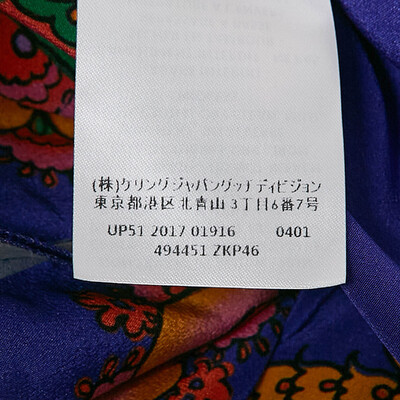 (株)ケリングジャパングッチ ディビジョン
東京都港区北青山3丁目6番7号
UP51 2017 01916 0401
494451 ZKP46